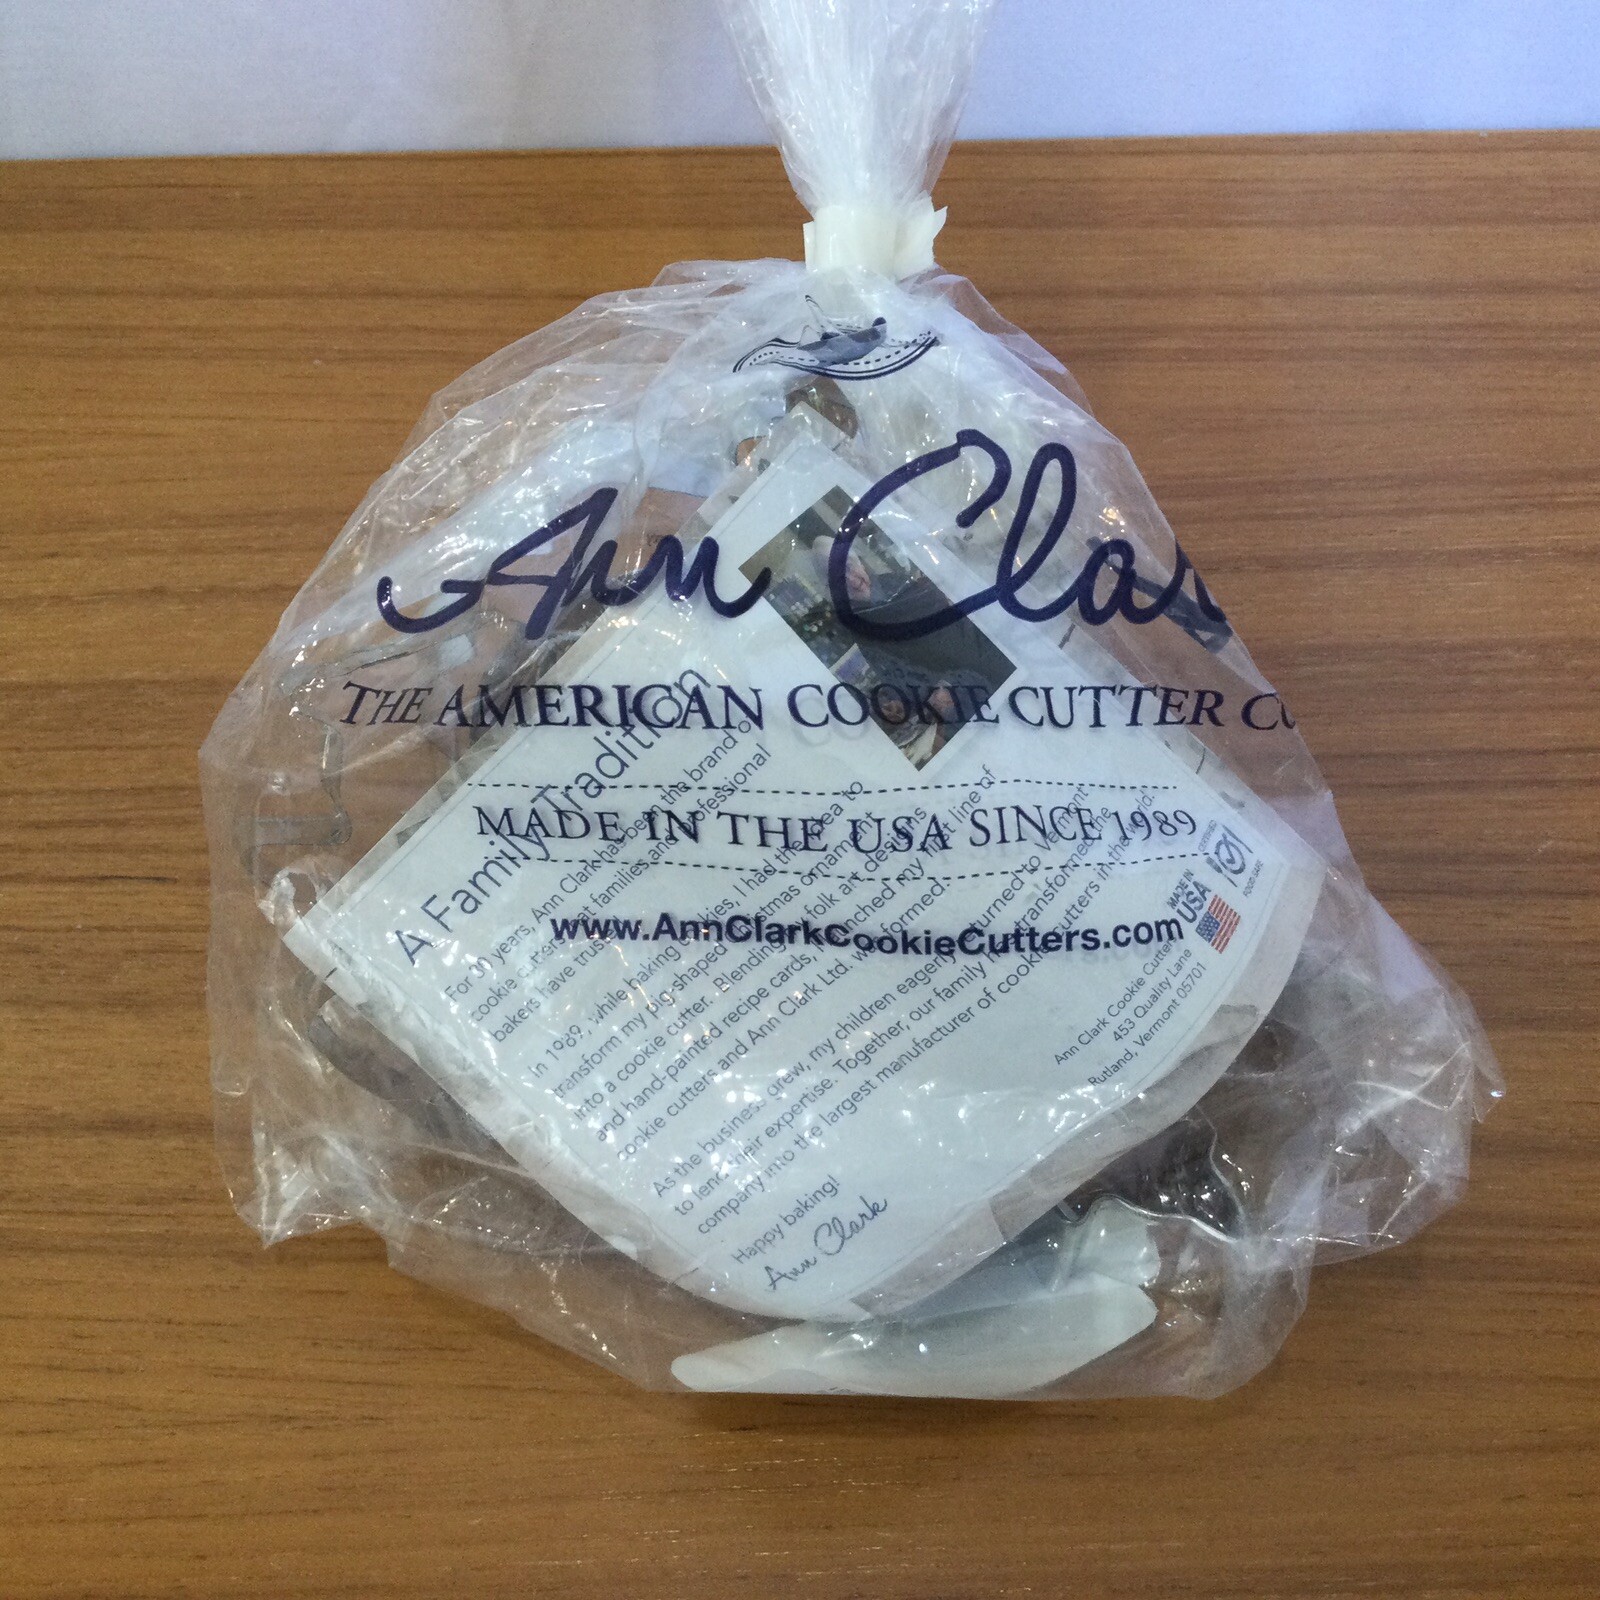 Ann Clar
THE AMERICAN COOKIE CUTTER C
MADE IN THE USA SINCE 1989
www.AnnClarkCookieCutters.com
A Family Tradition
For 30 years, Ann Clark has been the brand of
cookie cutters that families and professional
bakers have trus
In 1989, while baking cookies, I had the idea to
transform my pig-shaped Christmas ornament
into a cookie cutter. Blending my folk art designs
and hand-painted recipe cards, I launched my first line of
cookie cutters and Ann Clark Ltd. was formed.
As the business grew, my children eagerly returned to Vermont
to lend their expertise. Together, our family has transformed the
company into the largest manufacturer of cookie cutters in the world.
Happy baking!
Ann Clark
MADE IN
USA
CERTIFIED
FOOD SAFE
Ann Clark Cookie Cutters
453 Quality Lane
Rutland, Vermont 05701